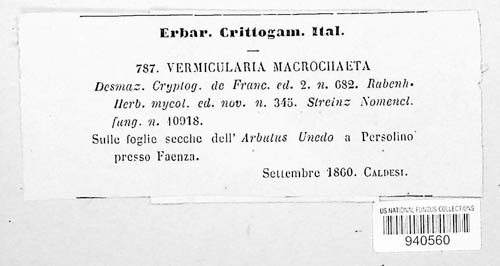 Erbar. Crittogam. Ital.
787. VERMICULARIA MACROCHAETA
Desmaz. Cryptog. de Franc. ed. 2. n. 682. Rabenh.
Herb. mycol. ed. nov. n. 345. Streinz Nomencl.
fung. n. 10918.
Sulle foglie secche dell' Arbutus Unedo a Persolino
presso Faenza.
Settembre 1860. CALDESI.
US NATIONAL FUNGUS COLLECTIONS
940560